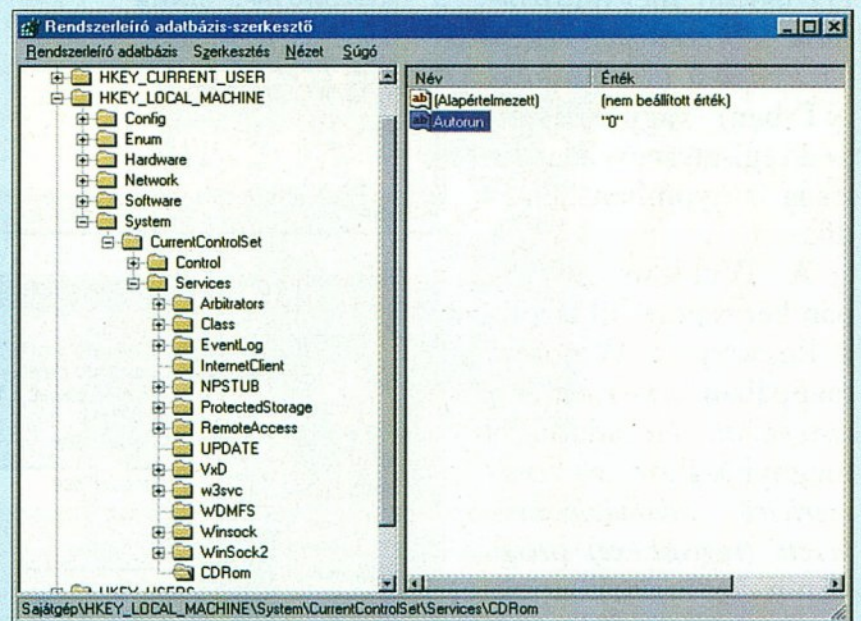 Rendszerleíró adatbázis-szerkesztő
Rendszerleíró adatbázis Szerkesztés Nézet Súgó
HKEY_CURRENT_USER
HKEY_LOCAL_MACHINE
Config
Enum
Hardware
Network
Software
System
CurrentControlSet
Control
Services
Arbitrators
Class
EventLog
InternetClient
NPSTUB
ProtectedStorage
RemoteAccess
UPDATE
VxD
w3svc
WDMFS
Winsock
WinSock2
CDRom
HKEY_USERS
Név Érték
(Alapértelmezett) (nem beállított érték)
Autorun "0"
Sajátgép\HKEY_LOCAL_MACHINE\System\CurrentControlSet\Services\CDRom